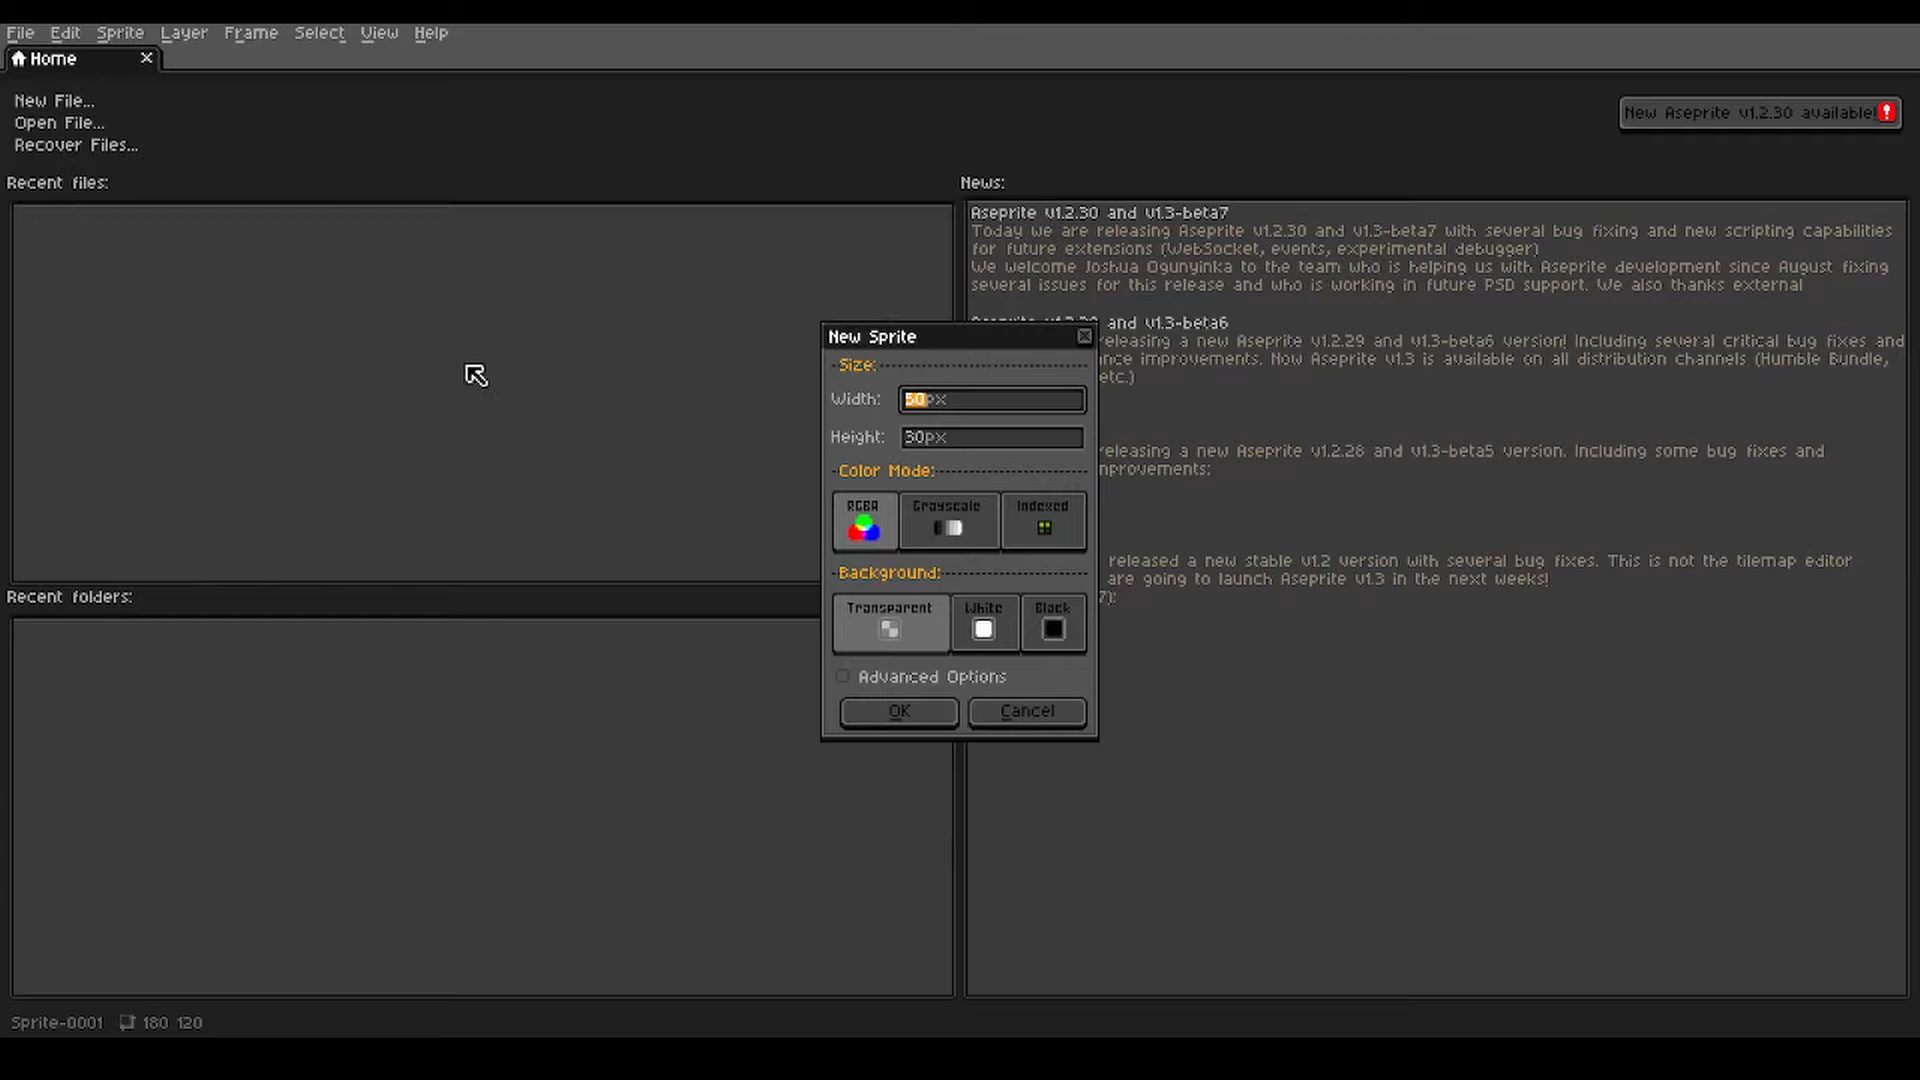 File Edit Sprite Layer Frame Select View Help
Home
New File...
Open File...
Recover Files...
New Aseprite v1.2.30 available!
Recent files:
News:
Aseprite v1.2.30 and v1.3-beta7
Today we are releasing Aseprite v1.2.30 and v1.3-beta7 with several bug fixing and new scripting capabilities
for future extensions (WebSocket, events, experimental debugger)
We welcome Joshua Ogunyinka to the team who is helping us with Aseprite development since August fixing
several issues for this release and who is working in future PSD support. We also thanks external
and v1.3-beta6
releasing a new Aseprite v1.2.29 and v1.3-beta6 version! Including several critical bug fixes and
improvements. Now Aseprite v1.3 is available on all distribution channels (Humble Bundle,
etc.)
releasing a new Aseprite v1.2.28 and v1.3-beta5 version. Including some bug fixes and
improvements:
released a new stable v1.2 version with several bug fixes. This is not the tilemap editor
are going to launch Aseprite v1.3 in the next weeks!
7):
New Sprite
Size:
Width: 50px
Height: 30px
Color Mode:
RGBA Grayscale Indexed
Background:
Transparent White Black
Advanced Options
OK Cancel
Recent folders:
Sprite-0001 180 120